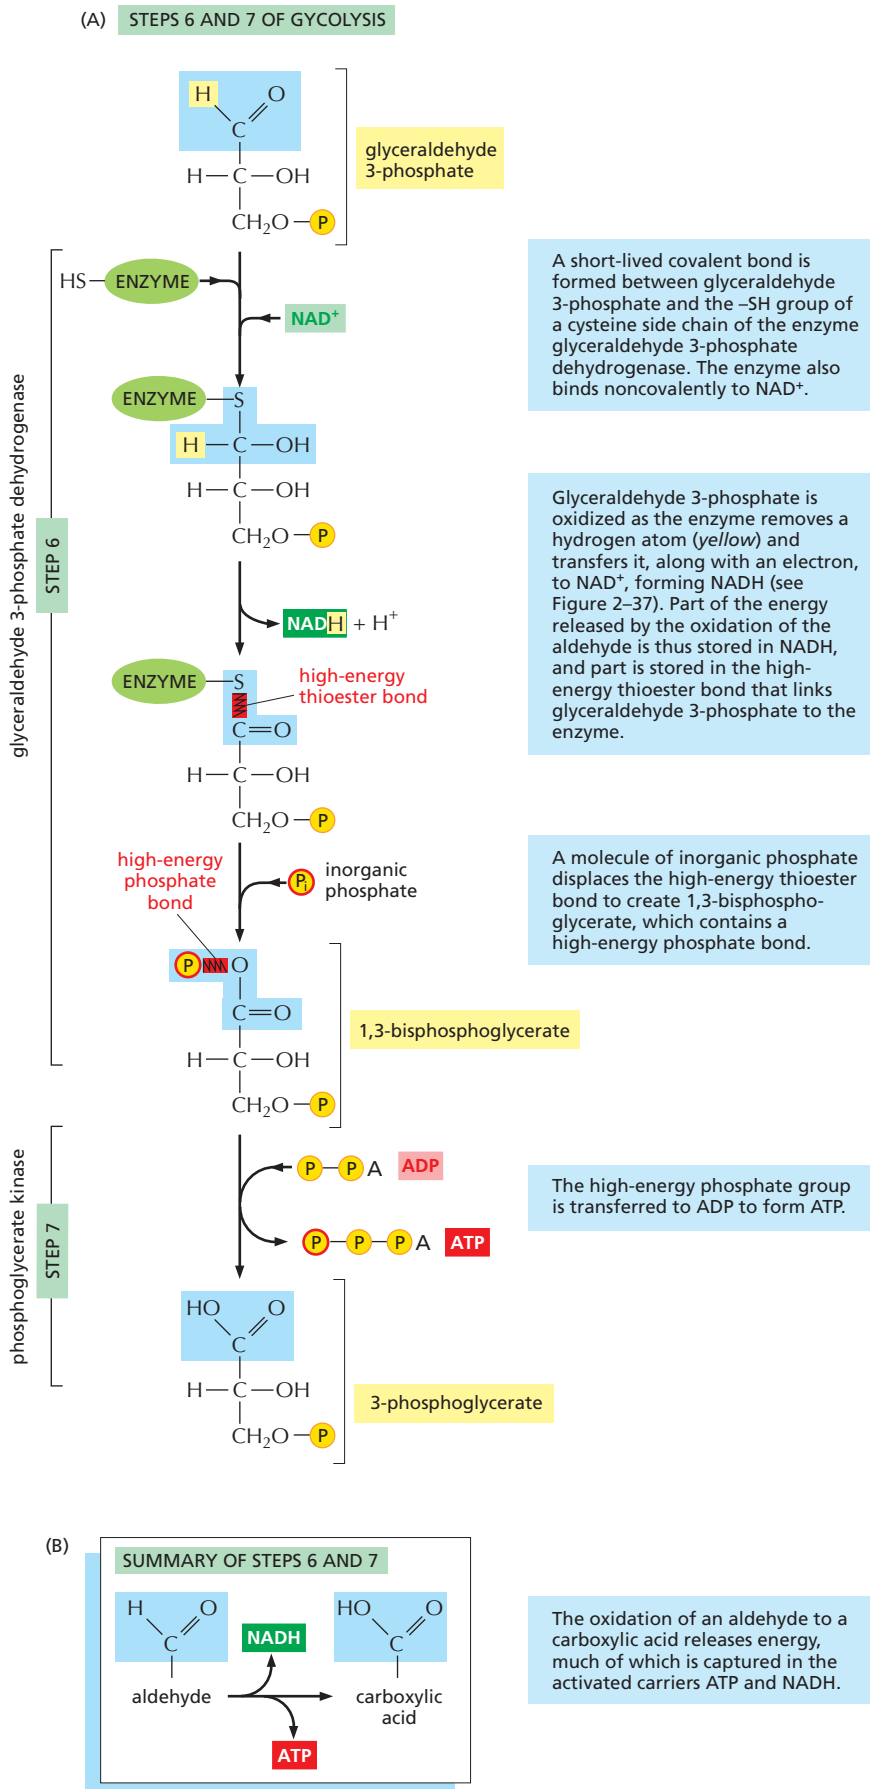 (A) STEPS 6 AND 7 OF GYCOLYSIS
H O
C
H—C—OH
CH₂O—P
glyceraldehyde
3-phosphate
glyceraldehyde 3-phosphate dehydrogenase
STEP 6
HS—ENZYME
NAD⁺
A short-lived covalent bond is
formed between glyceraldehyde
3-phosphate and the –SH group of
a cysteine side chain of the enzyme
glyceraldehyde 3-phosphate
dehydrogenase. The enzyme also
binds noncovalently to NAD⁺.
ENZYME—S
H—C—OH
H—C—OH
CH₂O—P
NADH + H⁺
Glyceraldehyde 3-phosphate is
oxidized as the enzyme removes a
hydrogen atom (yellow) and
transfers it, along with an electron,
to NAD⁺, forming NADH (see
Figure 2–37). Part of the energy
released by the oxidation of the
aldehyde is thus stored in NADH,
and part is stored in the high-
energy thioester bond that links
glyceraldehyde 3-phosphate to the
enzyme.
ENZYME—S
high-energy
thioester bond
C=O
H—C—OH
CH₂O—P
high-energy
phosphate
bond
Pi inorganic
phosphate
A molecule of inorganic phosphate
displaces the high-energy thioester
bond to create 1,3-bisphospho-
glycerate, which contains a
high-energy phosphate bond.
P O
C=O
H—C—OH
CH₂O—P
1,3-bisphosphoglycerate
phosphoglycerate kinase
STEP 7
P—P A ADP
P—P—P A ATP
The high-energy phosphate group
is transferred to ADP to form ATP.
HO O
C
H—C—OH
CH₂O—P
3-phosphoglycerate
(B)
SUMMARY OF STEPS 6 AND 7
H O
C
aldehyde
NADH
ATP
HO O
C
carboxylic
acid
The oxidation of an aldehyde to a
carboxylic acid releases energy,
much of which is captured in the
activated carriers ATP and NADH.